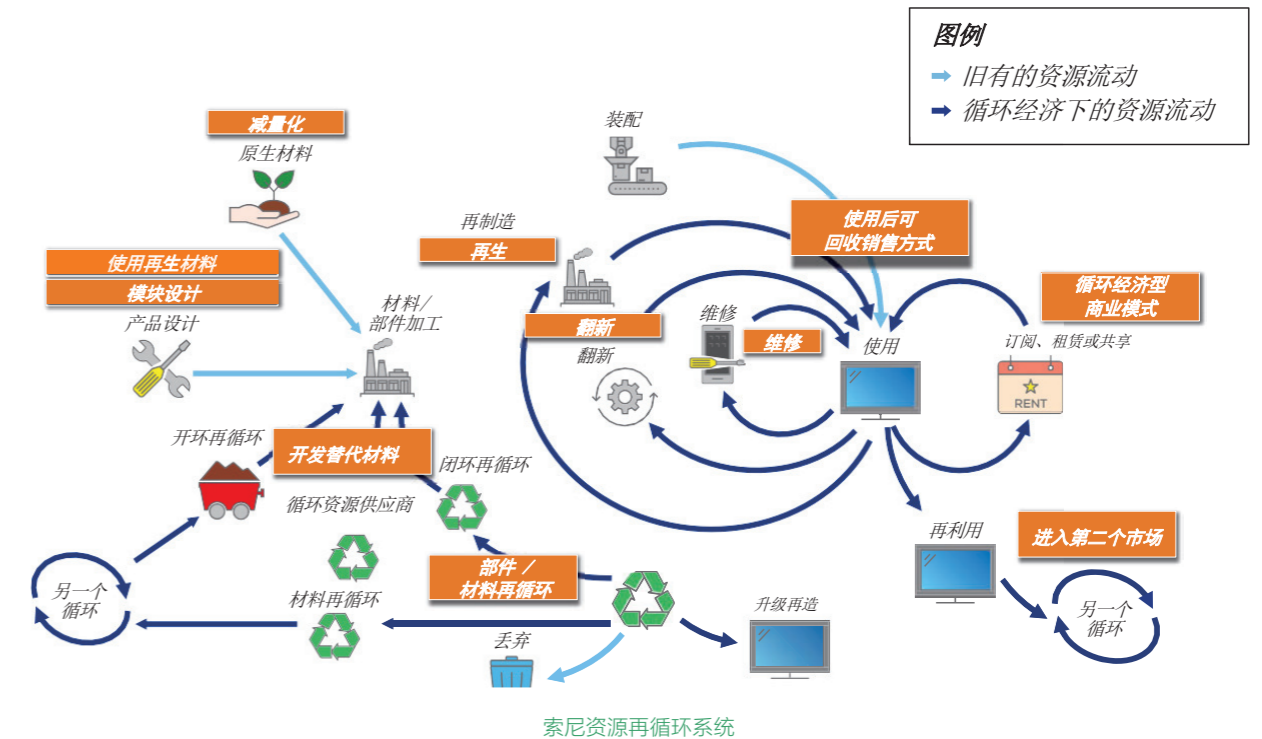 图例
旧有的资源流动
循环经济下的资源流动
减量化
原生材料
装配
使用后可
回收销售方式
再制造
再生
使用再生材料
模块设计
产品设计
材料/
部件加工
循环经济型
商业模式
订阅、租赁或共享
RENT
翻新
翻新
维修
维修
使用
开环再循环
开发替代材料
闭环再循环
循环资源供应商
再利用
进入第二个市场
部件 /
材料再循环
另一个
循环
材料再循环
丢弃
升级再造
另一个
循环
索尼资源再循环系统